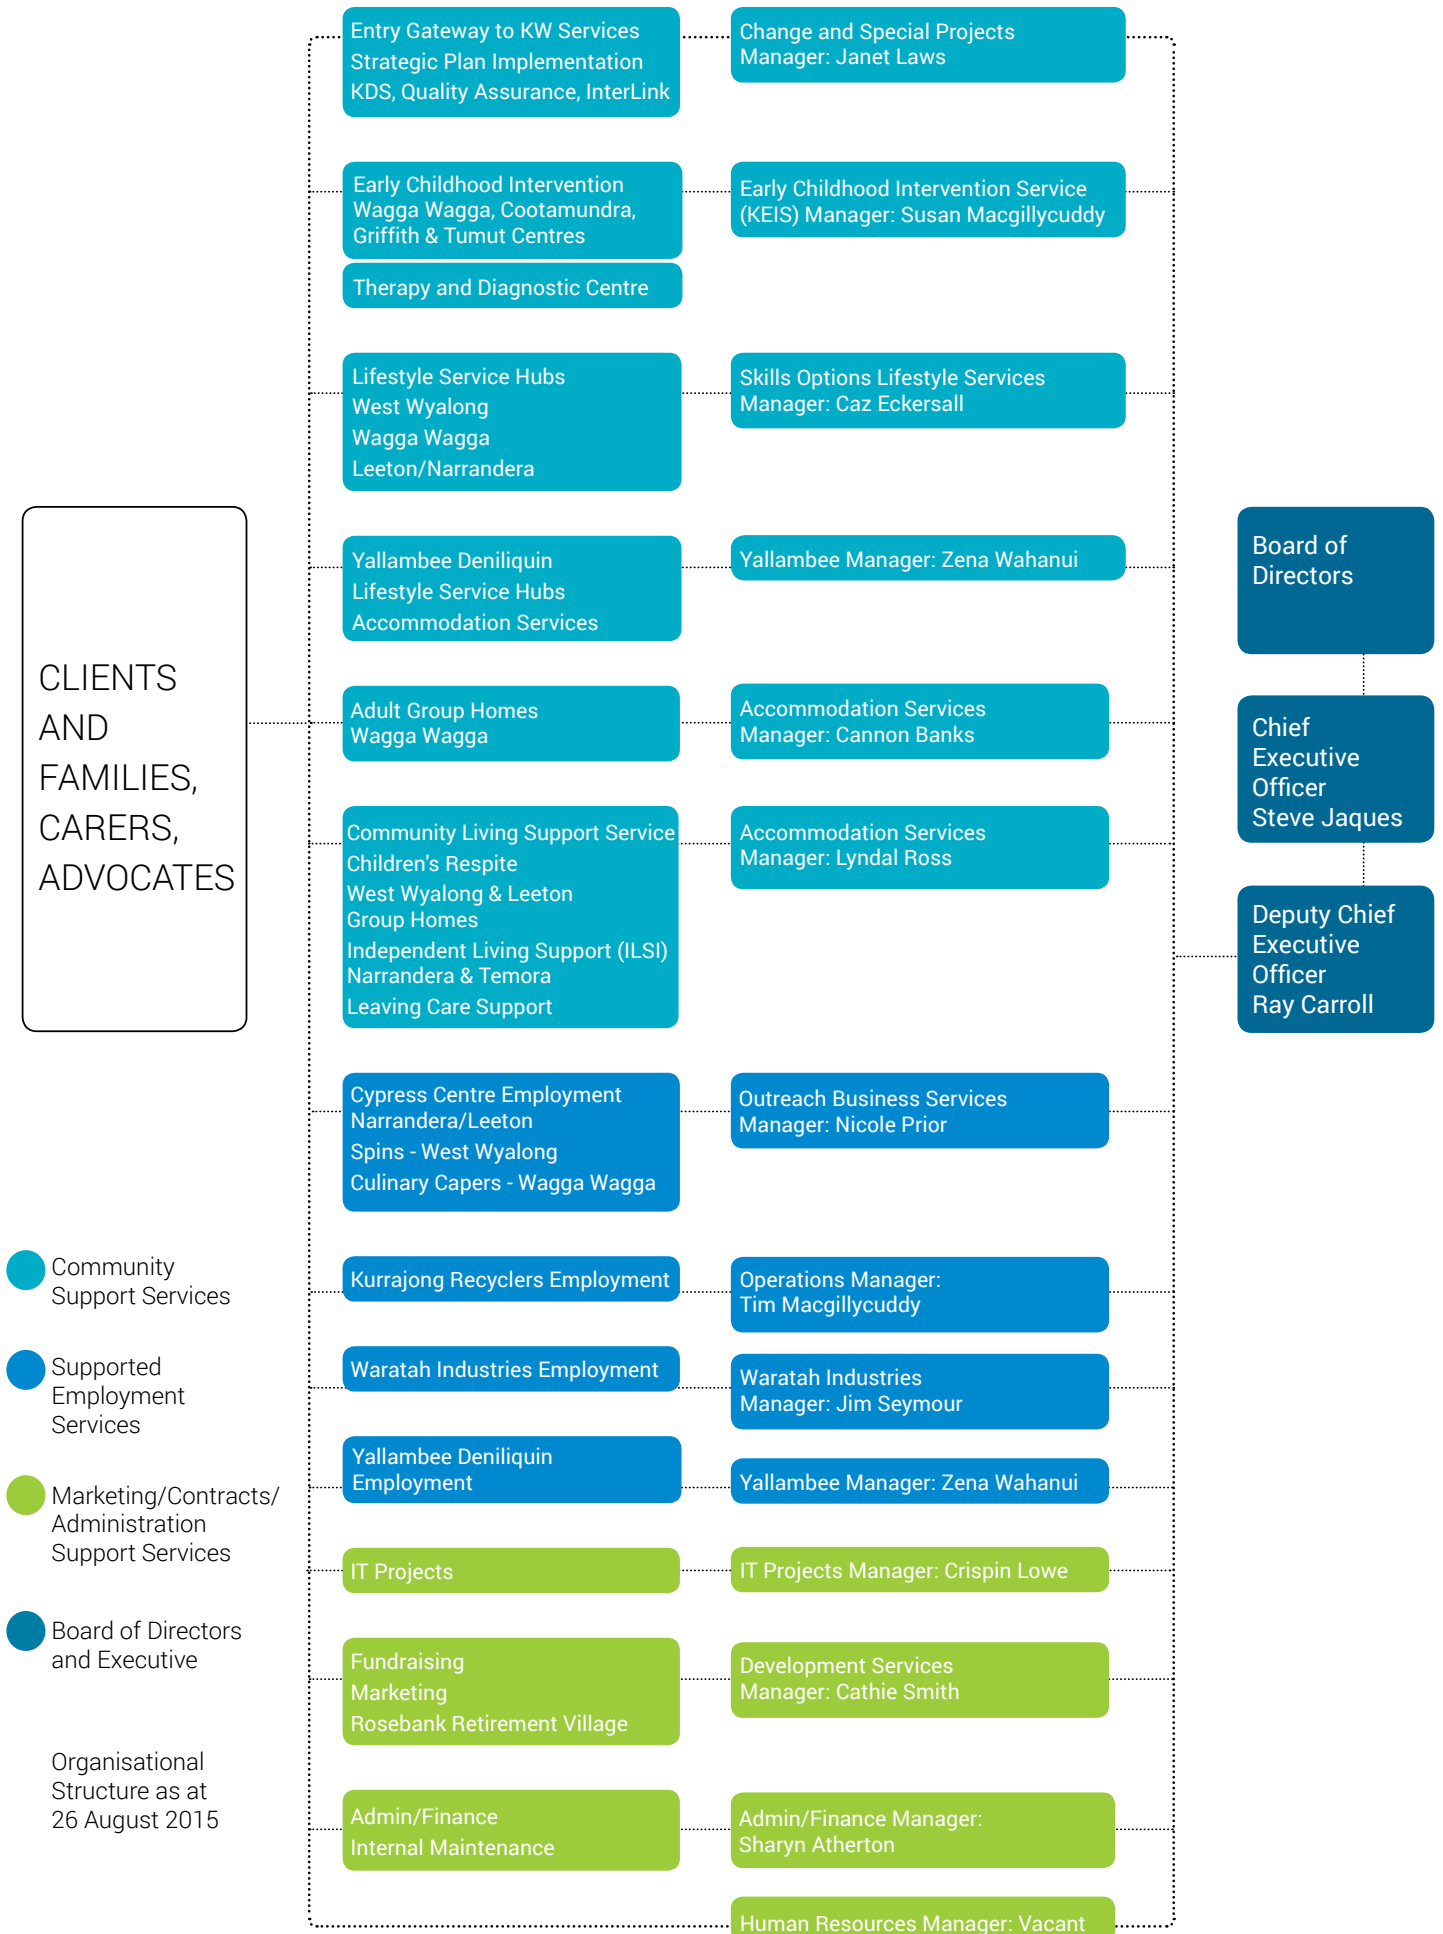 Entry Gateway to KW Services
Strategic Plan Implementation
KDS, Quality Assurance, InterLink
Change and Special Projects
Manager: Janet Laws
Early Childhood Intervention
Wagga Wagga, Cootamundra,
Griffith & Tumut Centres
Therapy and Diagnostic Centre
Early Childhood Intervention Service
(KEIS) Manager: Susan Macgillycuddy
Lifestyle Service Hubs
West Wyalong
Wagga Wagga
Leeton/Narrandera
Skills Options Lifestyle Services
Manager: Caz Eckersall
Yallambee Deniliquin
Lifestyle Service Hubs
Accommodation Services
Yallambee Manager: Zena Wahanui
CLIENTS
AND
FAMILIES,
CARERS,
ADVOCATES
Adult Group Homes
Wagga Wagga
Accommodation Services
Manager: Cannon Banks
Community Living Support Service
Children's Respite
West Wyalong & Leeton
Group Homes
Independent Living Support (ILSI)
Narrandera & Temora
Leaving Care Support
Accommodation Services
Manager: Lyndal Ross
Board of
Directors
Chief
Executive
Officer
Steve Jaques
Deputy Chief
Executive
Officer
Ray Carroll
Cypress Centre Employment
Narrandera/Leeton
Spins - West Wyalong
Culinary Capers - Wagga Wagga
Outreach Business Services
Manager: Nicole Prior
Kurrajong Recyclers Employment
Operations Manager:
Tim Macgillycuddy
Waratah Industries Employment
Waratah Industries
Manager: Jim Seymour
Yallambee Deniliquin
Employment
Yallambee Manager: Zena Wahanui
IT Projects
IT Projects Manager: Crispin Lowe
Fundraising
Marketing
Rosebank Retirement Village
Development Services
Manager: Cathie Smith
Admin/Finance
Internal Maintenance
Admin/Finance Manager:
Sharyn Atherton
Human Resources Manager: Vacant
Community
Support Services
Supported
Employment
Services
Marketing/Contracts/
Administration
Support Services
Board of Directors
and Executive
Organisational
Structure as at
26 August 2015